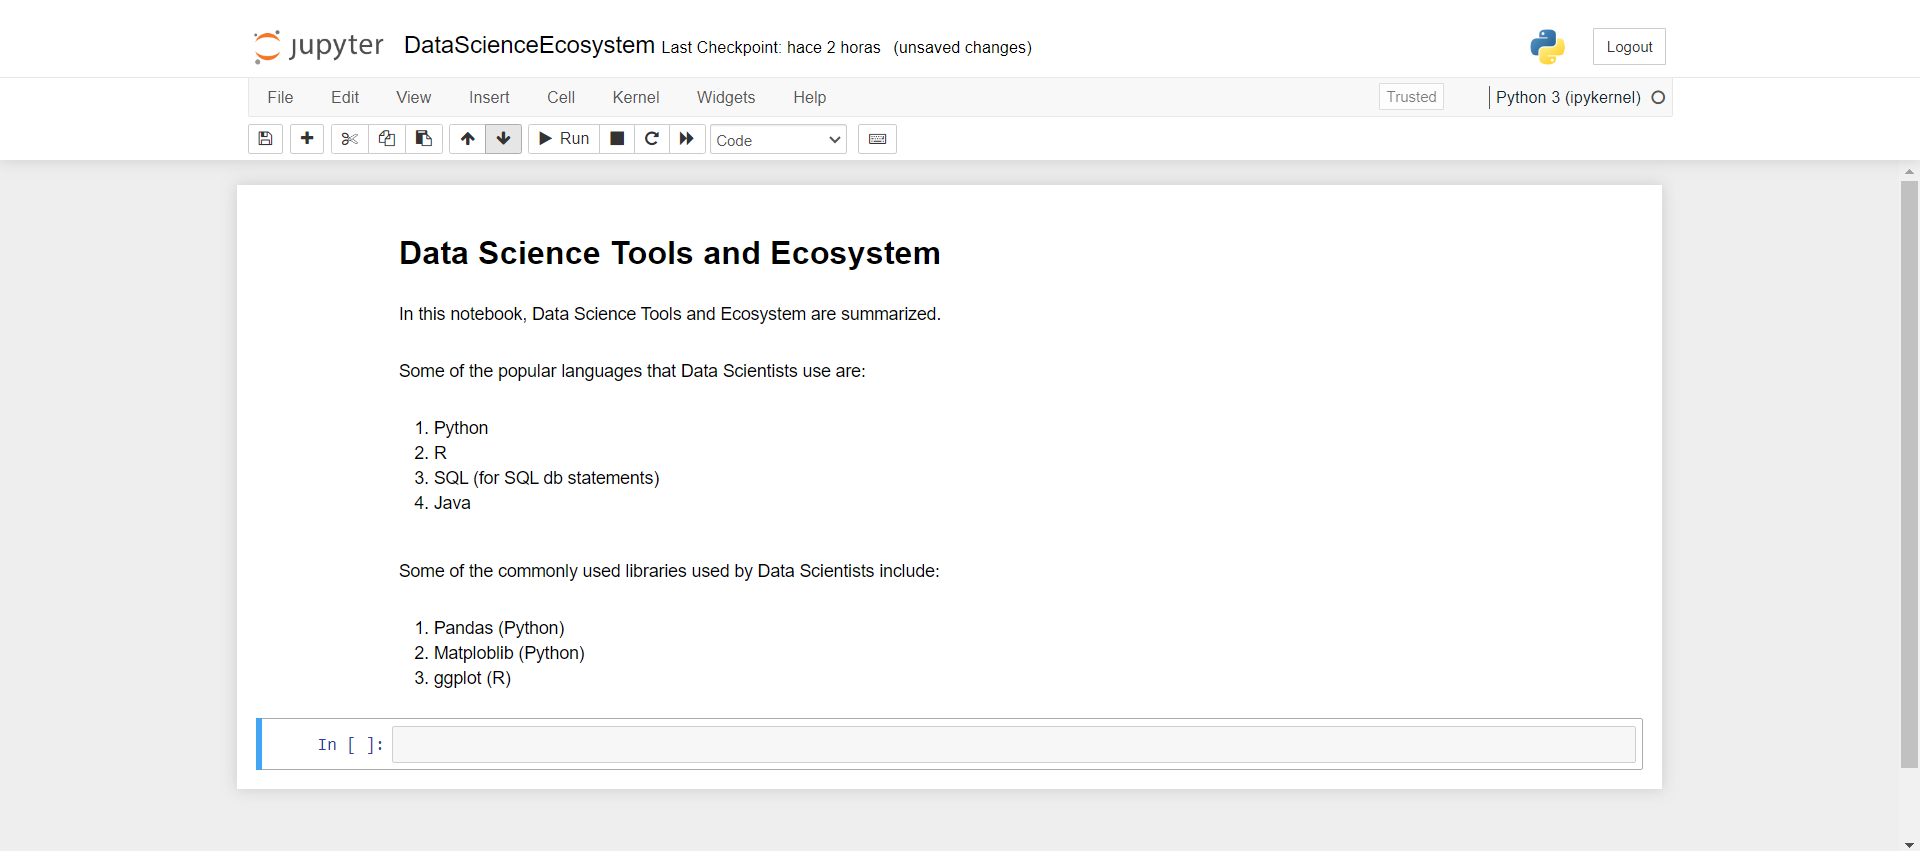 jupyter DataScienceEcosystem Last Checkpoint: hace 2 horas (unsaved changes) Logout
File Edit View Insert Cell Kernel Widgets Help Trusted Python 3 (ipykernel)
Run Code
Data Science Tools and Ecosystem
In this notebook, Data Science Tools and Ecosystem are summarized.
Some of the popular languages that Data Scientists use are:
1. Python
2. R
3. SQL (for SQL db statements)
4. Java
Some of the commonly used libraries used by Data Scientists include:
1. Pandas (Python)
2. Matploblib (Python)
3. ggplot (R)
In [ ]: